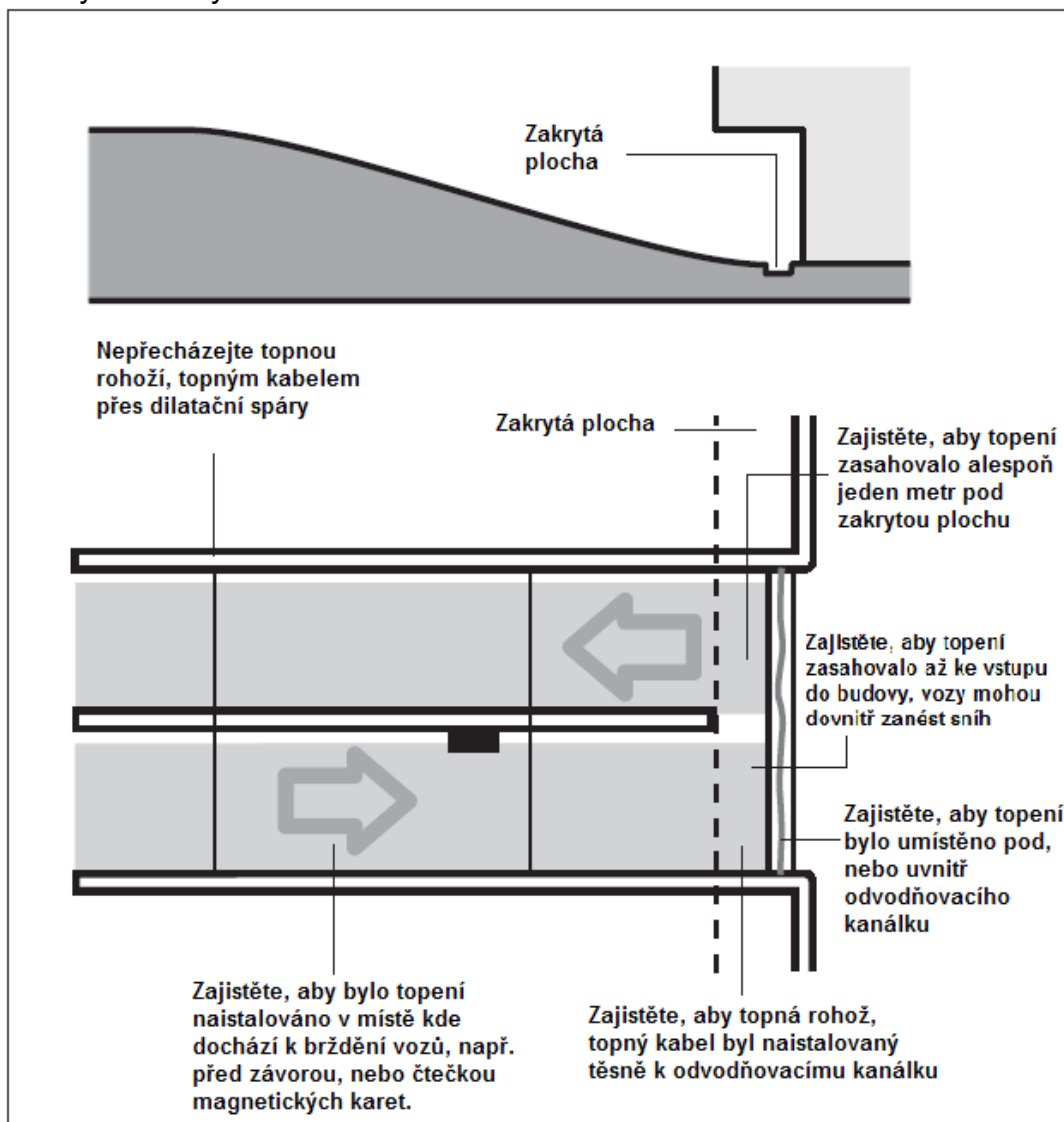 Zakrytá
plocha
Nepřecházejte topnou
rohoží, topným kabelem
přes dilatační spáry
Zakrytá plocha
Zajistěte, aby topení
zasahovalo alespoň
jeden metr pod
zakrytou plochu
Zajistěte, aby topení
zasahovalo až ke vstupu
do budovy, vozy mohou
dovnitř zanést sníh
Zajistěte, aby topení
bylo umístěno pod,
nebo uvnitř
odvodňovacího
kanálku
Zajistěte, aby bylo topení
naistalováno v místě kde
dochází k brždění vozů, např.
před závorou, nebo čtečkou
magnetických karet.
Zajistěte, aby topná rohož,
topný kabel byl naistalovaný
těsně k odvodňovacímu kanálku